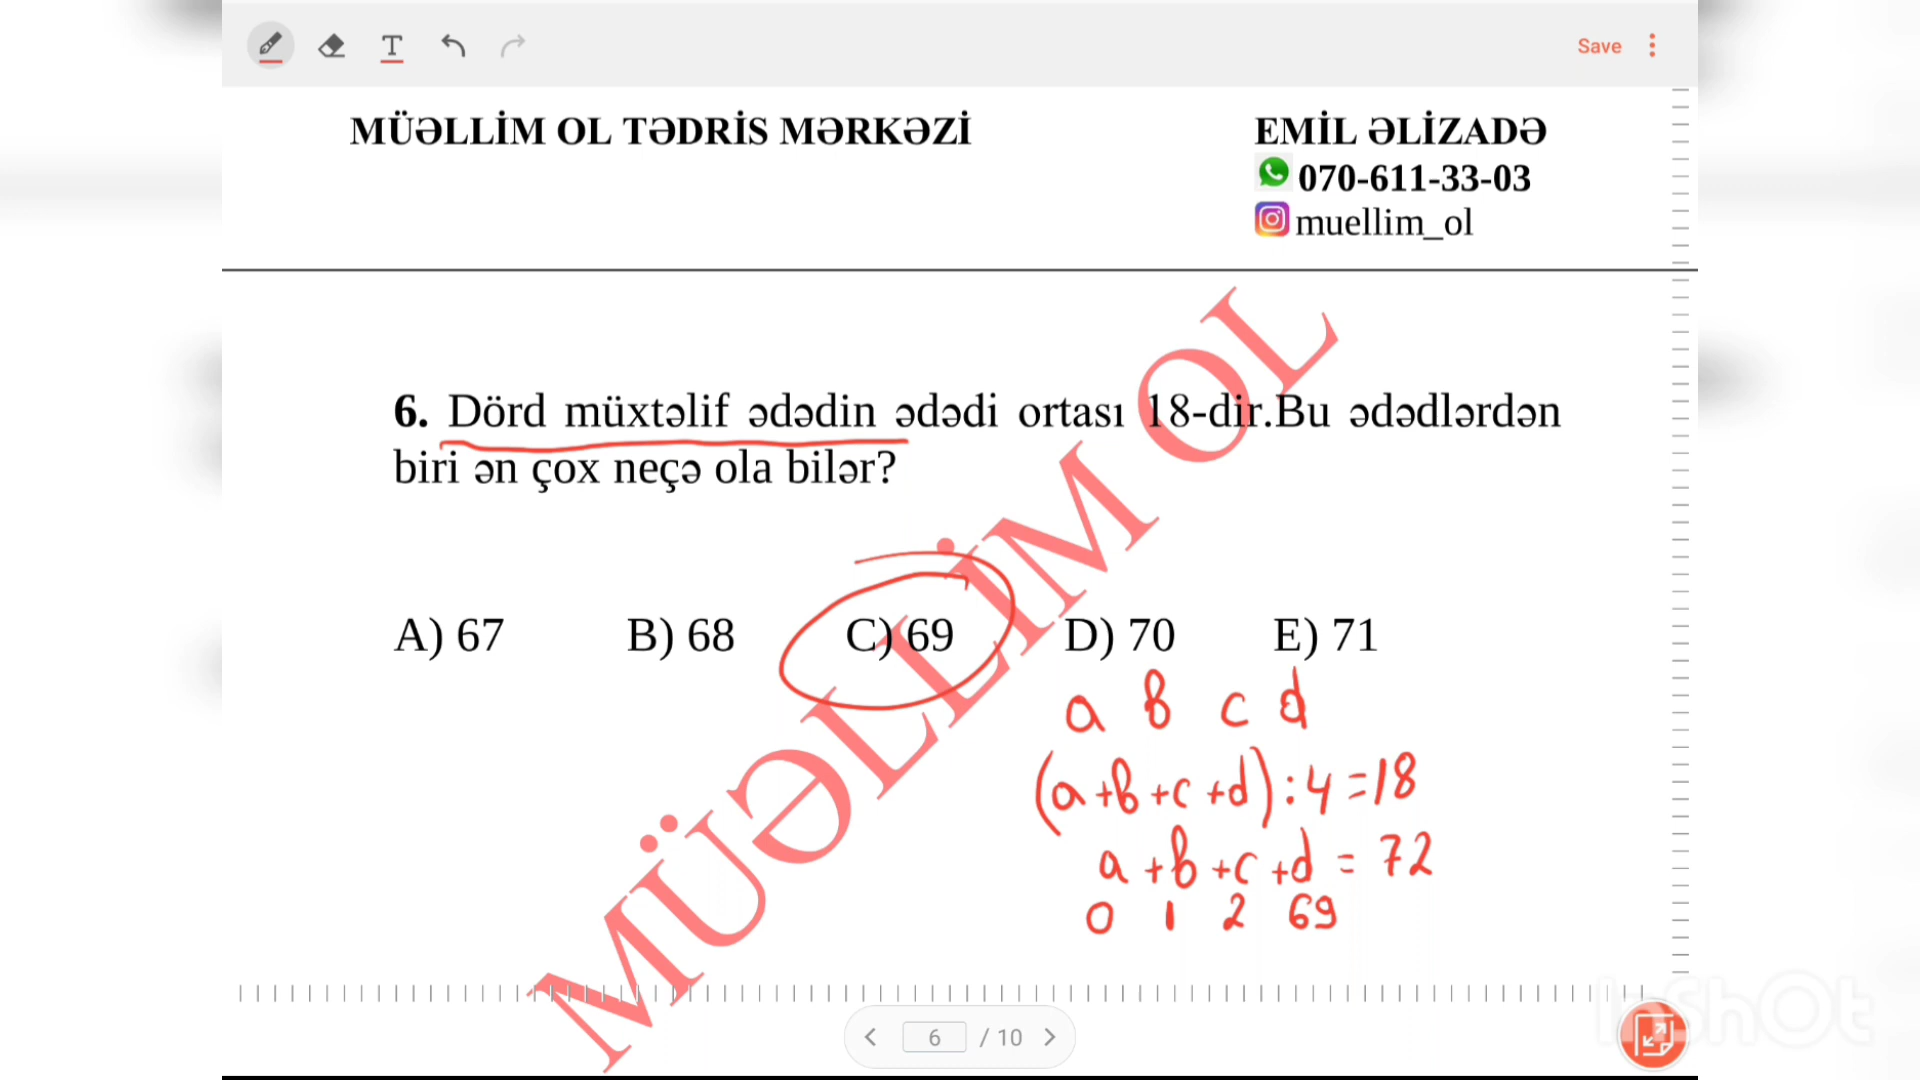 Save
MÜƏLLİM OL TƏDRİS MƏRKƏZİ
EMİL ƏLİZADƏ
070-611-33-03
muellim_ol
6. Dörd müxtəlif ədədin ədədi ortası 18-dir.Bu ədədlərdən
biri ən çox neçə ola bilər?
A) 67 B) 68 C) 69 D) 70 E) 71
MÜƏLLİM OL
a b c d
(a+b+c+d):4=18
a+b+c+d=72
0 1 2 69
6 / 10
InShOt